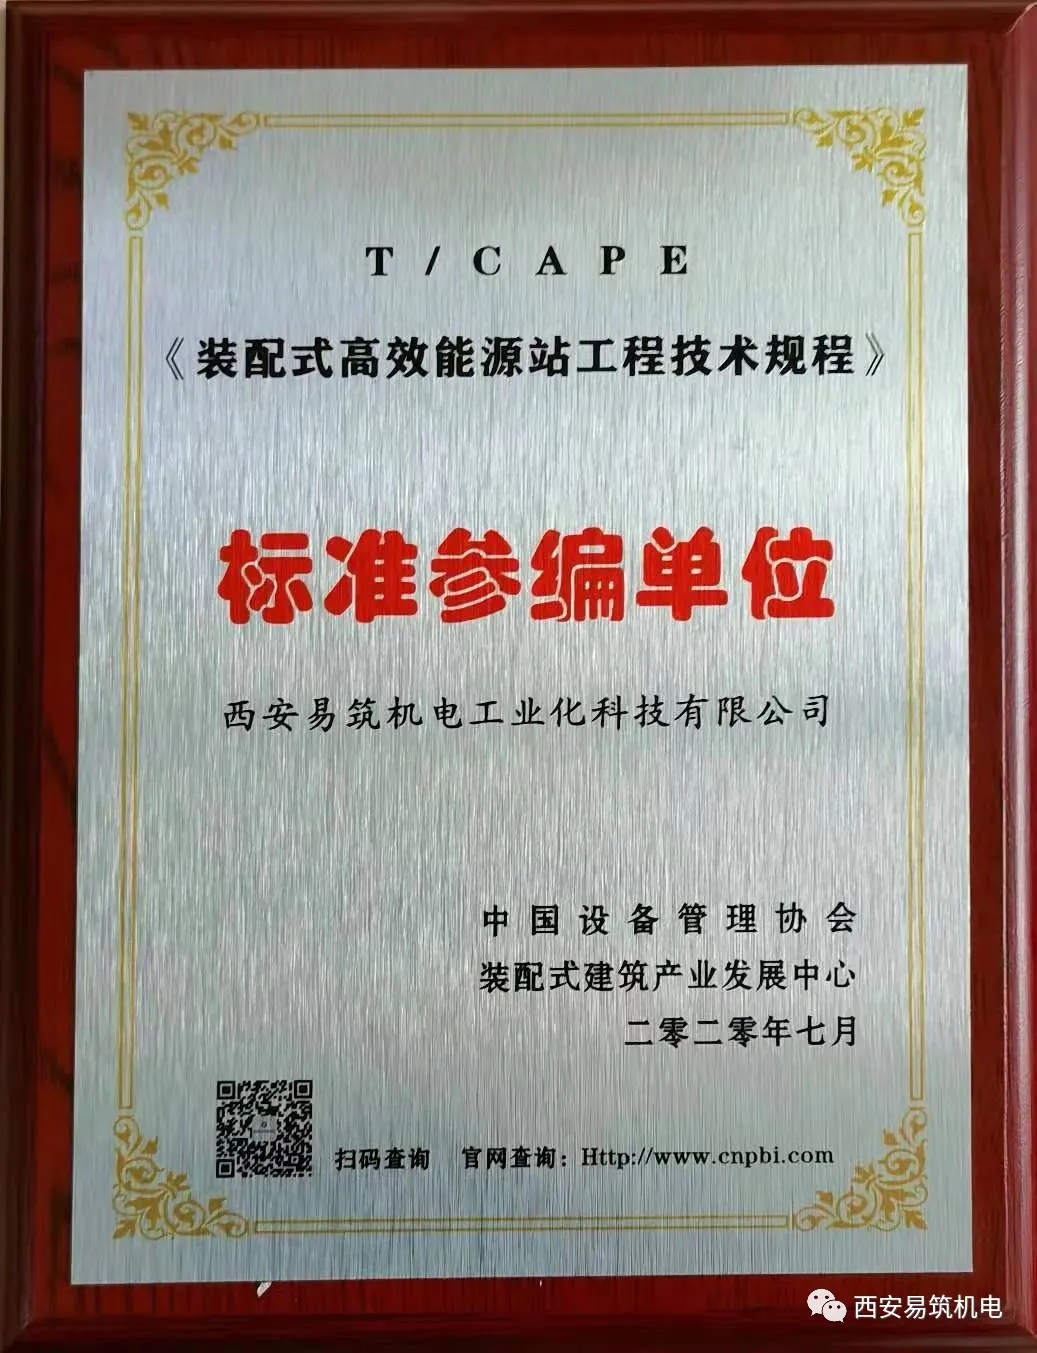 T / C A P E
《装配式高效能源站工程技术规程》
标准参编单位
西安易筑机电工业化科技有限公司
中国设备管理协会
装配式建筑产业发展中心
二零二零年七月
扫码查询 官网查询：Http://www.cnpbi.com
西安易筑机电